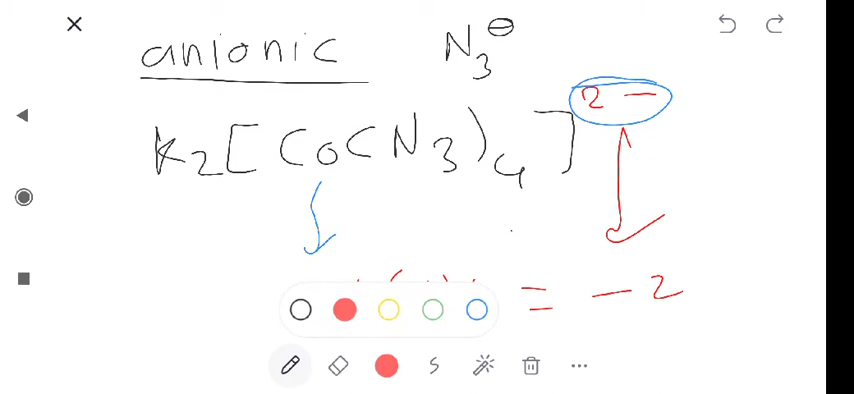 anionic N₃⊖
K₂[Co(N₃)₄]²⁻
= -2